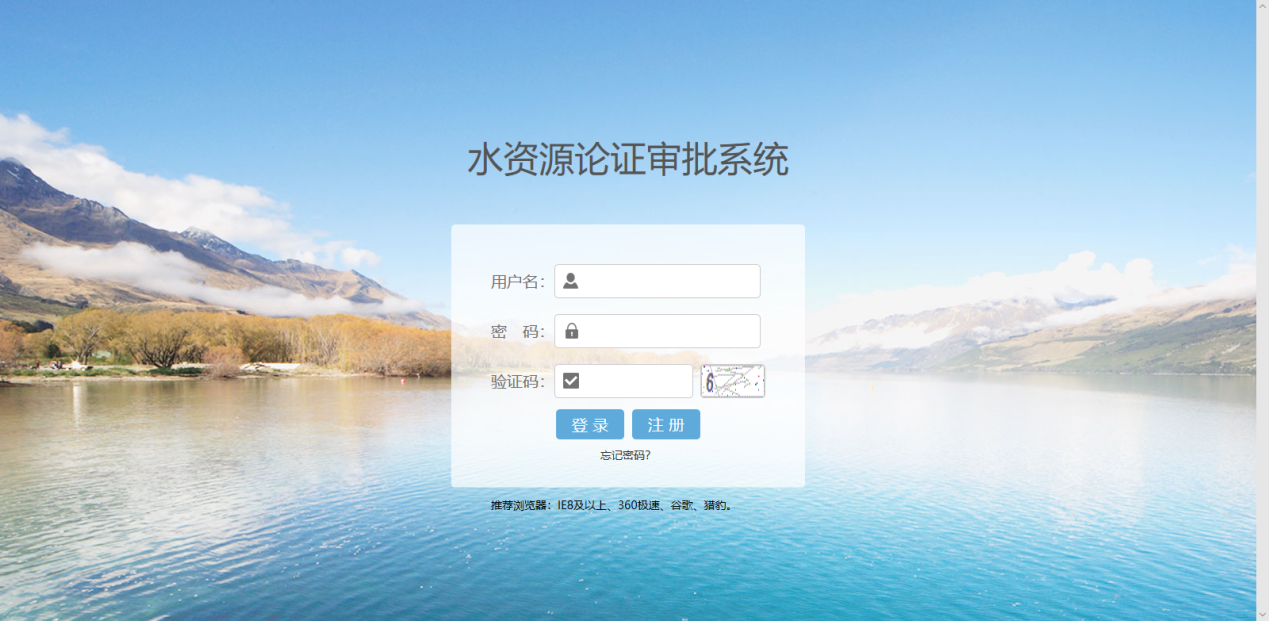 水资源论证审批系统
用户名：
密 码：
验证码：
6
登 录 注 册
忘记密码？
推荐浏览器：IE8及以上、360极速、谷歌、猎豹。